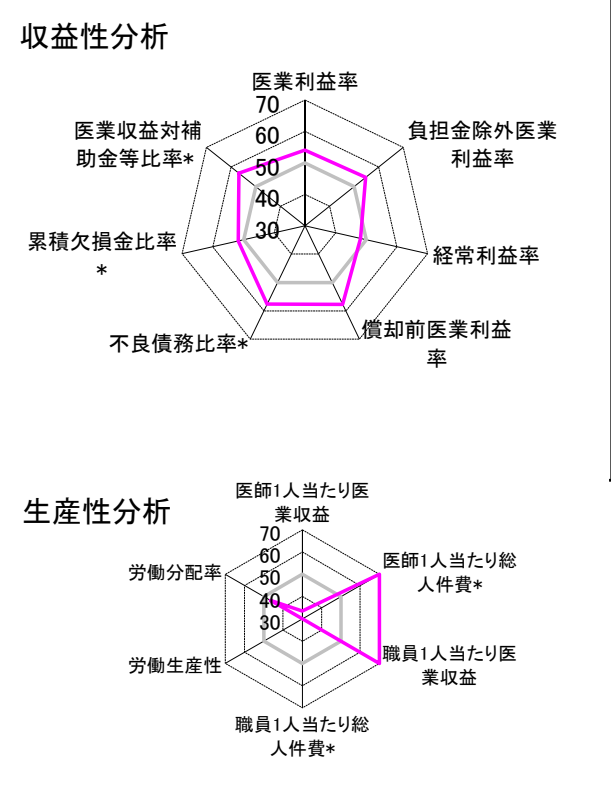 収益性分析
医業利益率
70
60
50
40
30
負担金除外医業
利益率
経常利益率
償却前医業利益
率
不良債務比率*
累積欠損金比率
*
医業収益対補
助金等比率*
生産性分析
医師1人当たり医
業収益
70
60
50
40
30
医師1人当たり総
人件費*
職員1人当たり医
業収益
職員1人当たり総
人件費*
労働生産性
労働分配率